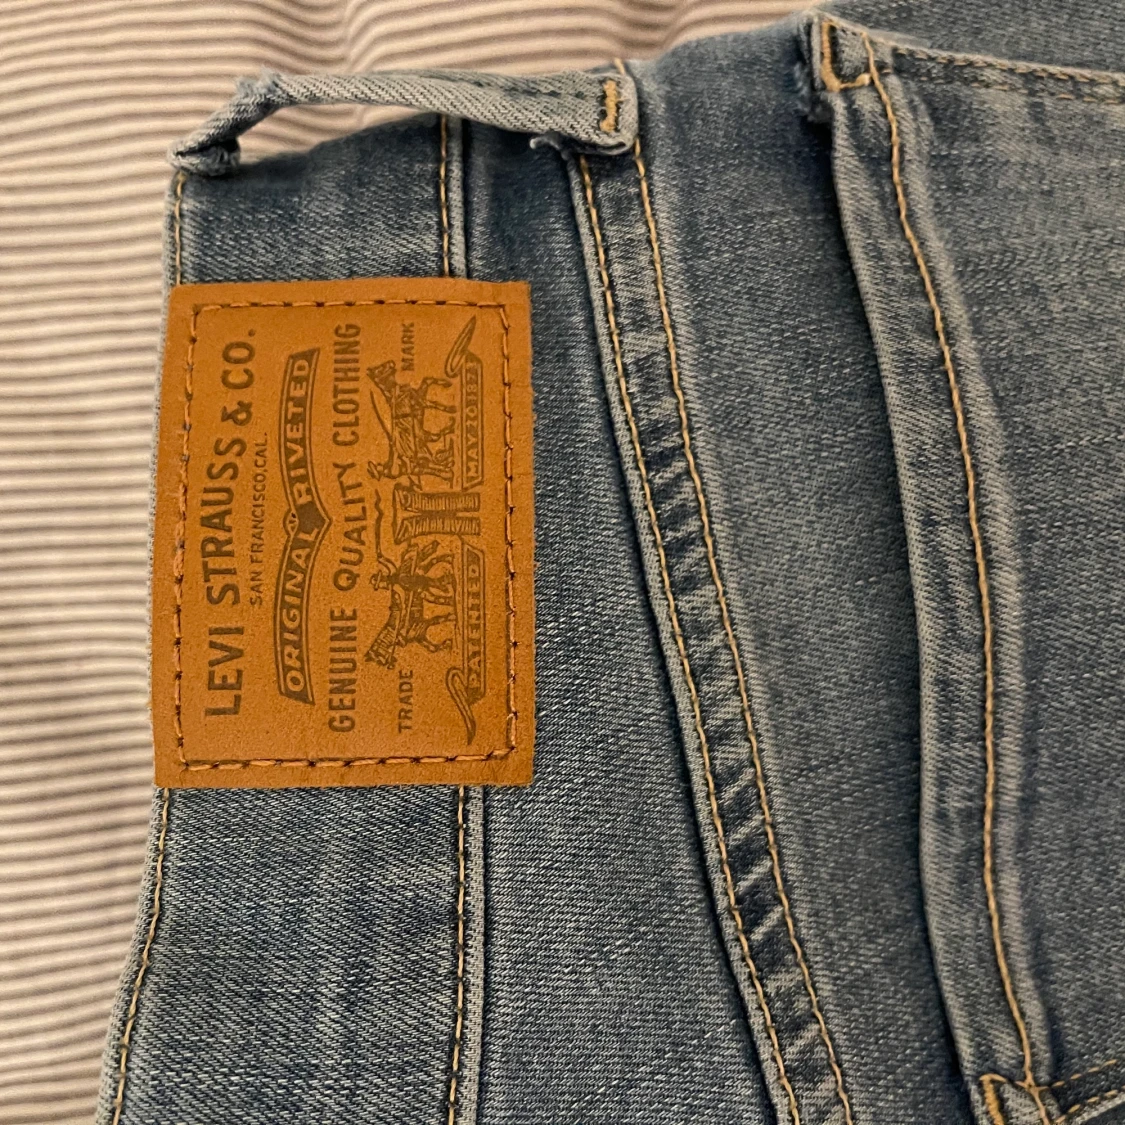 LEVI STRAUSS & CO.
SAN FRANCISCO, CAL.
ORIGINAL RIVETED
GENUINE QUALITY CLOTHING
TRADE MARK
PATENTED MAY 20 1873